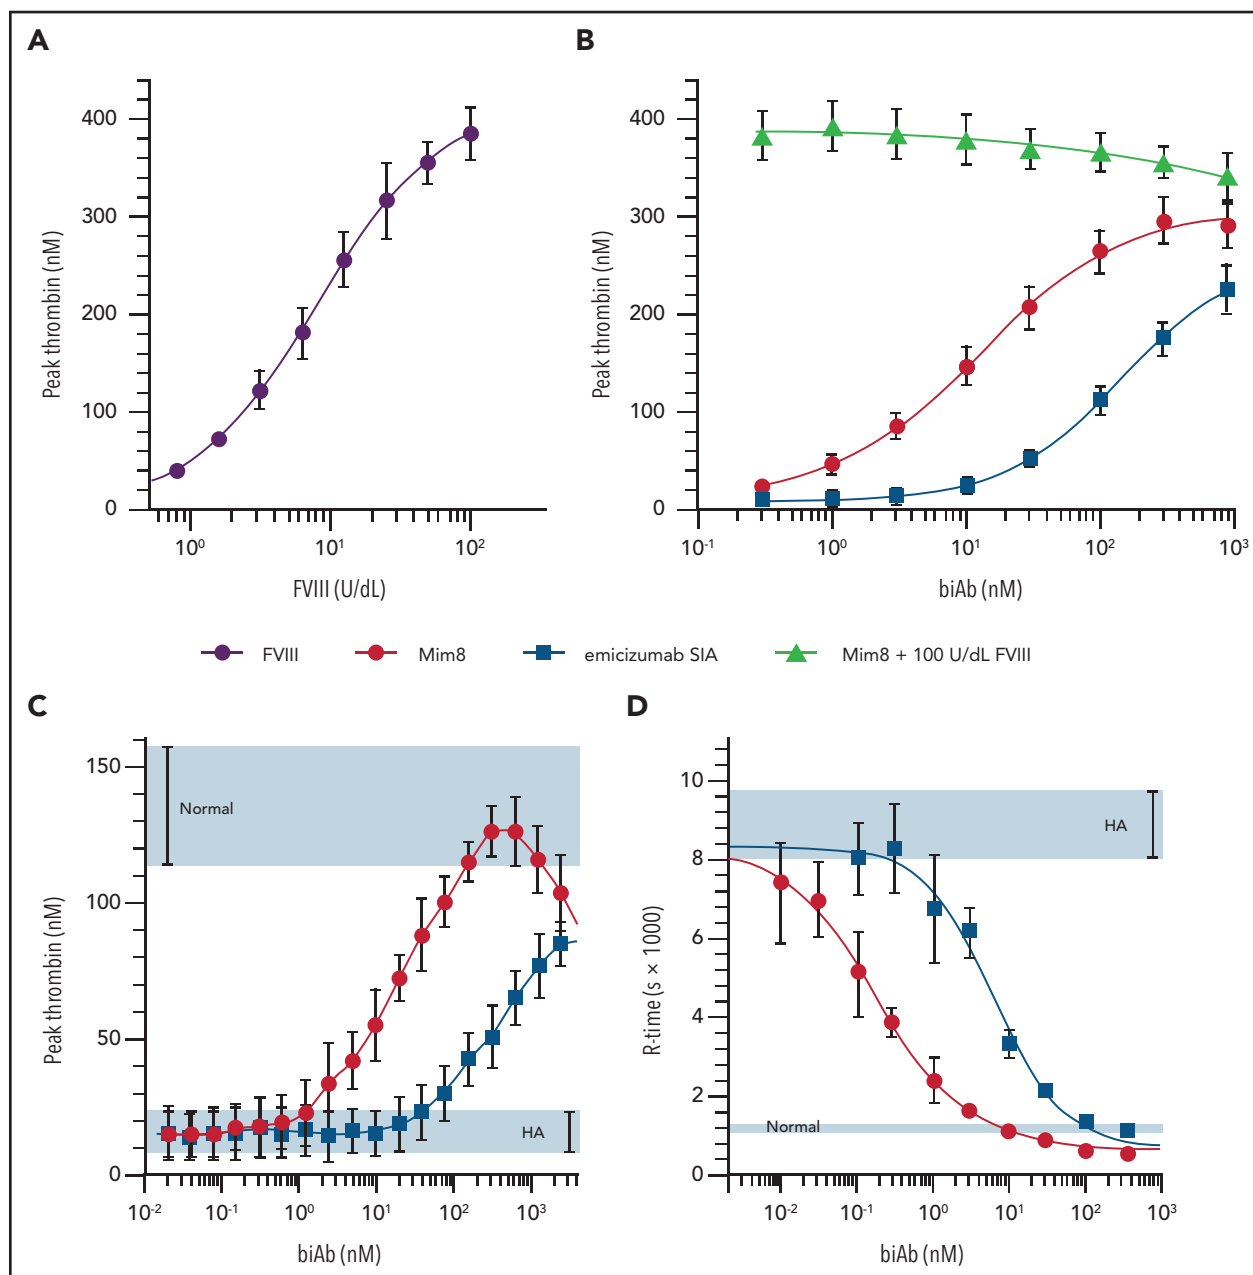 A
B
400
300
200
100
0
Peak thrombin (nM)
10⁰
10¹
10²
FVIII (U/dL)
400
300
200
100
0
Peak thrombin (nM)
10⁻¹
10⁰
10¹
10²
10³
biAb (nM)
FVIII
Mim8
emicizumab SIA
Mim8 + 100 U/dL FVIII
C
D
150
100
50
0
Peak thrombin (nM)
Normal
HA
10⁻²
10⁻¹
10⁰
10¹
10²
10³
biAb (nM)
10
8
6
4
2
0
R-time (s × 1000)
HA
Normal
10⁻²
10⁻¹
10⁰
10¹
10²
10³
biAb (nM)